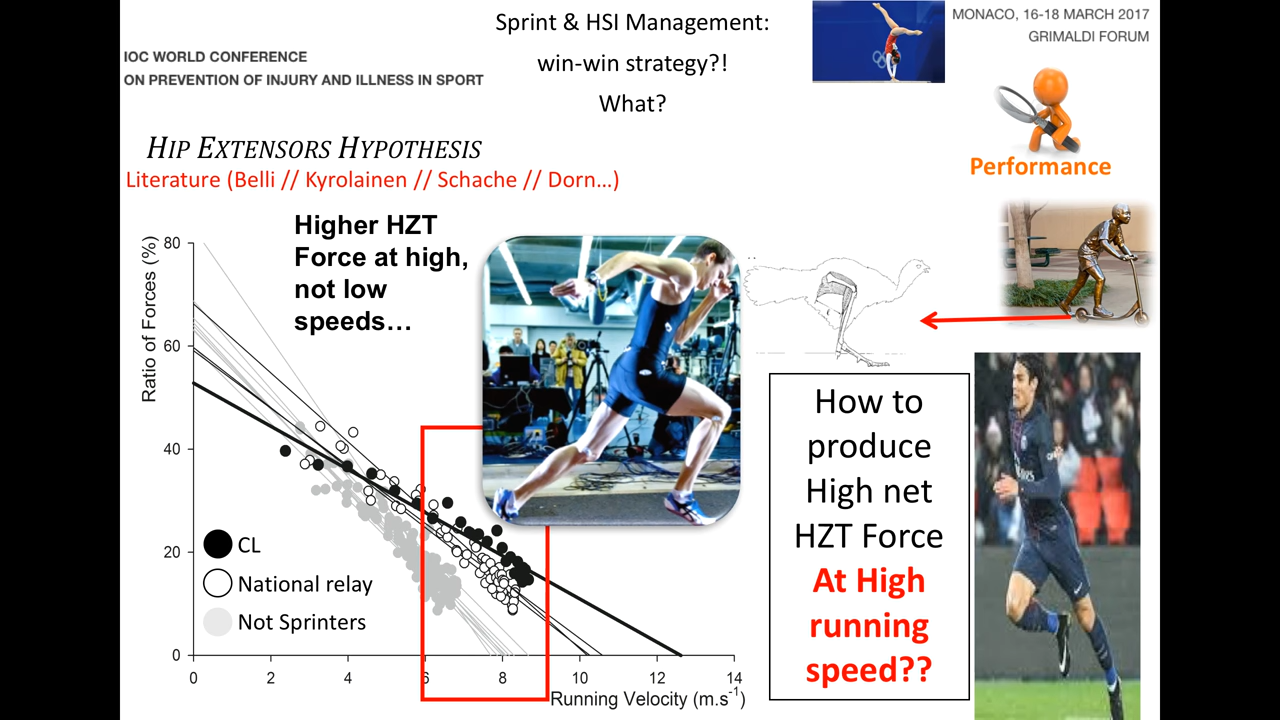 Sprint & HSI Management:
win-win strategy?!
What?
MONACO, 16-18 MARCH 2017
GRIMALDI FORUM
IOC WORLD CONFERENCE
ON PREVENTION OF INJURY AND ILLNESS IN SPORT
HIP EXTENSORS HYPOTHESIS
Literature (Belli // Kyrolainen // Schache // Dorn...)
Performance
Higher HZT
Force at high,
not low
speeds…
Ratio of Forces (%)
80
60
40
20
0
CL
National relay
Not Sprinters
0 2 4 6 8 10 12 14
Running Velocity (m.s-1)
How to
produce
High net
HZT Force
At High
running
speed??